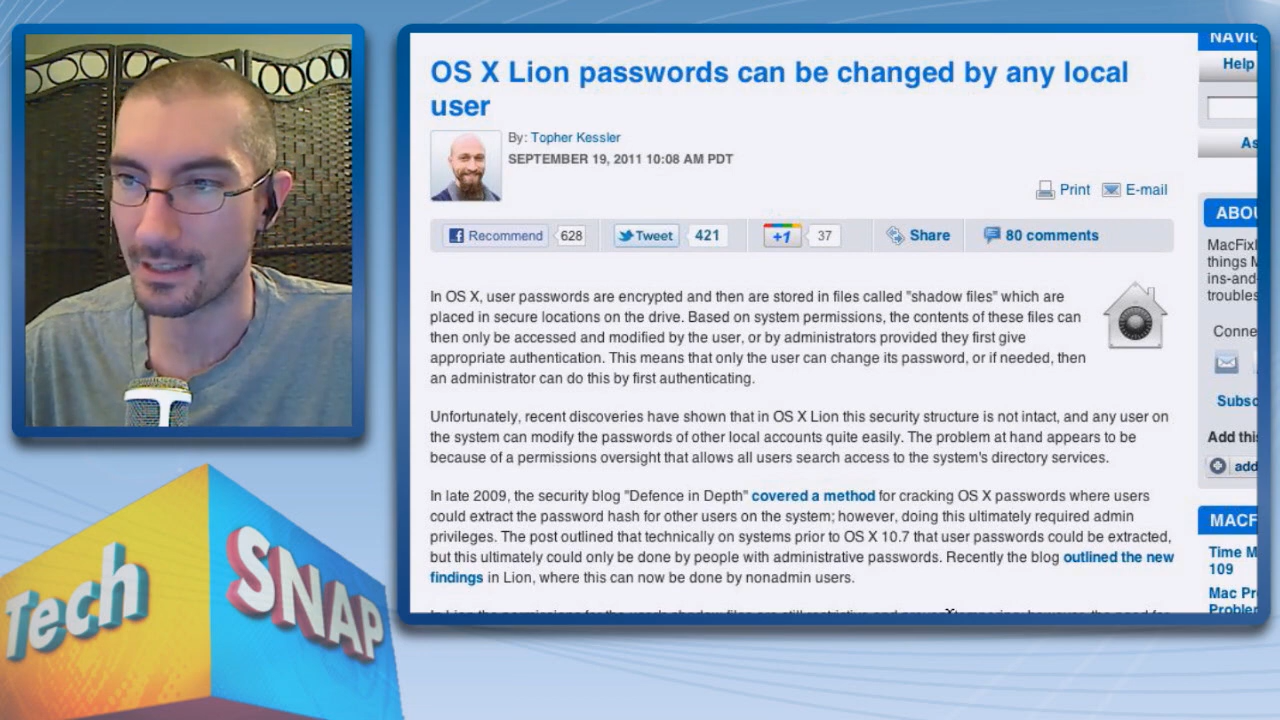 OS X Lion passwords can be changed by any local
user
By: Topher Kessler
SEPTEMBER 19, 2011 10:08 AM PDT
Print E-mail
Recommend 628 Tweet 421 +1 37 Share 80 comments
In OS X, user passwords are encrypted and then are stored in files called "shadow files" which are
placed in secure locations on the drive. Based on system permissions, the contents of these files can
then only be accessed and modified by the user, or by administrators provided they first give
appropriate authentication. This means that only the user can change its password, or if needed, then
an administrator can do this by first authenticating.
Unfortunately, recent discoveries have shown that in OS X Lion this security structure is not intact, and any user on
the system can modify the passwords of other local accounts quite easily. The problem at hand appears to be
because of a permissions oversight that allows all users search access to the system's directory services.
In late 2009, the security blog "Defence in Depth" covered a method for cracking OS X passwords where users
could extract the password hash for other users on the system; however, doing this ultimately required admin
privileges. The post outlined that technically on systems prior to OS X 10.7 that user passwords could be extracted,
but this ultimately could only be done by people with administrative passwords. Recently the blog outlined the new
findings in Lion, where this can now be done by nonadmin users.
NAVIG
Help
As
ABOU
MacFixI
things M
ins-and-
troubles
Conne
Subsc
Add this
add
MACF
Time M
109
Mac Pr
Problem
Tech
SNAP